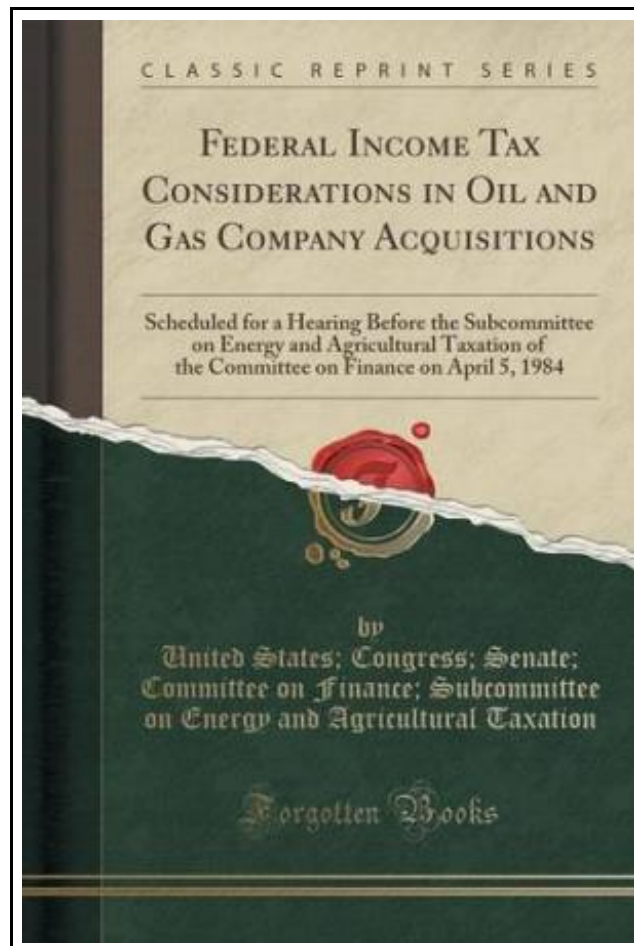 CLASSIC REPRINT SERIES
FEDERAL INCOME TAX
CONSIDERATIONS IN OIL AND
GAS COMPANY ACQUISITIONS
Scheduled for a Hearing Before the Subcommittee
on Energy and Agricultural Taxation of
the Committee on Finance on April 5, 1984
F
by
United States; Congress; Senate;
Committee on Finance; Subcommittee
on Energy and Agricultural Taxation
Forgotten Books